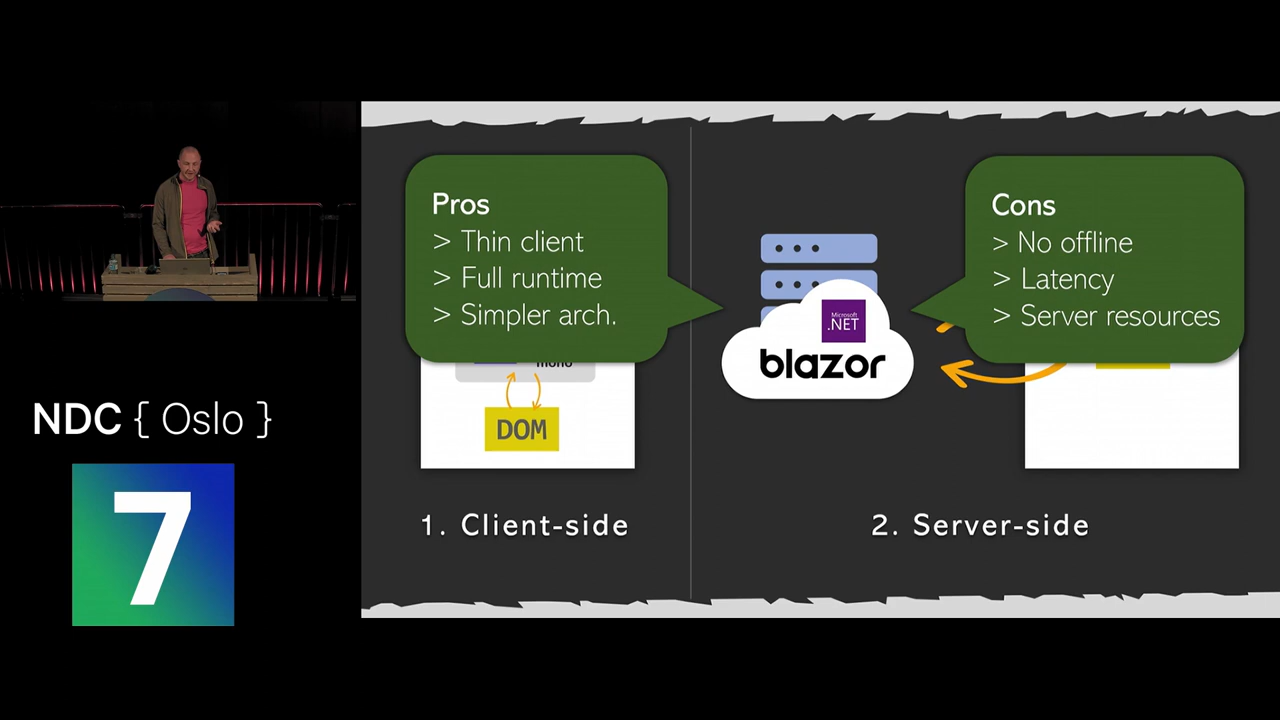 NDC { Oslo }
7
Pros
> Thin client
> Full runtime
> Simpler arch.
Cons
> No offline
> Latency
> Server resources
Microsoft
.NET
blazor
mono
DOM
1. Client-side
2. Server-side